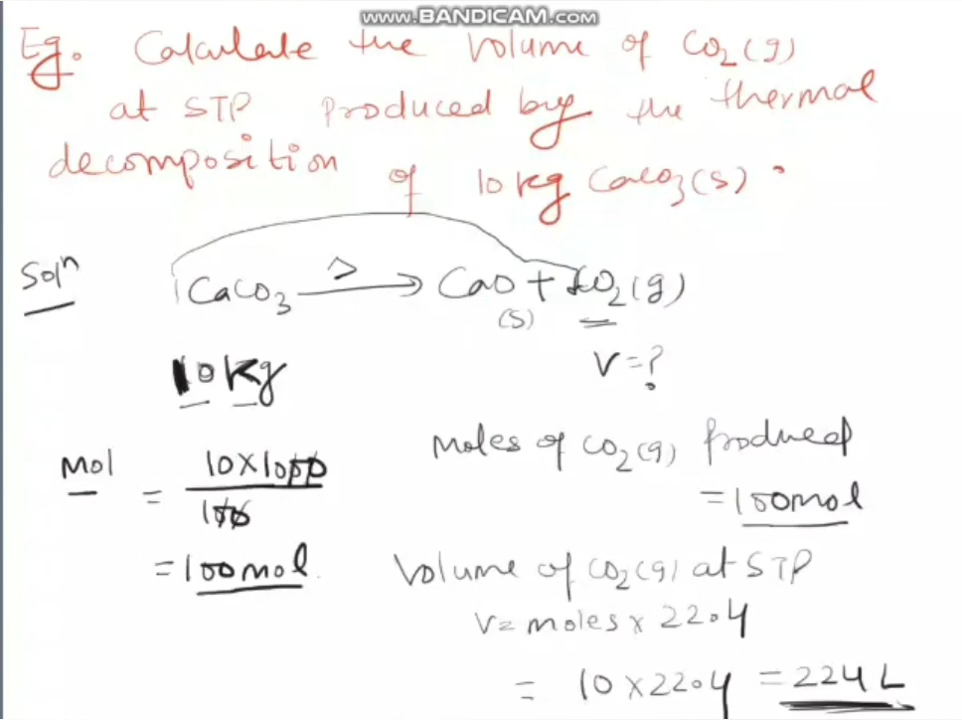 www.BANDICAM.com
Eg. Calculate the volume of CO2(g)
at STP produced by the thermal
decomposition of 10 kg CaCO3(s) .
Soln
CaCO3 → CaO + CO2(g)
(s)
10 Kg
V = ?
moles of CO2(g) produced
= 100 mol
Mol = 10 × 1000 / 100
= 100 mol.
Volume of CO2(g) at STP
V = moles × 22.4
= 10 × 22.4 = 224 L